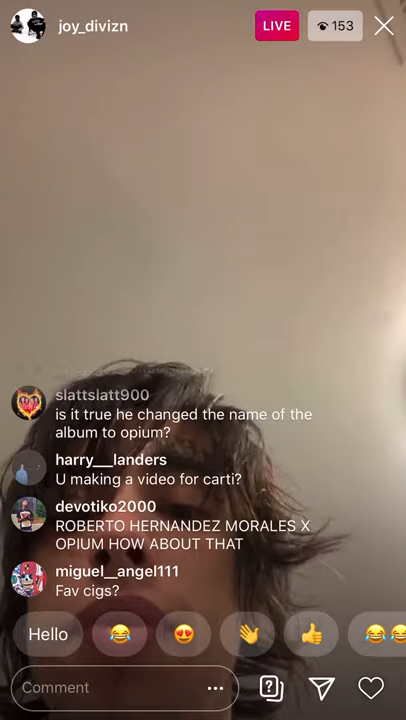 joy_divizn
LIVE
153
slattslatt900
is it true he changed the name of the
album to opium?
harry__landers
U making a video for carti?
devotiko2000
ROBERTO HERNANDEZ MORALES X
OPIUM HOW ABOUT THAT
miguel__angel111
Fav cigs?
Hello
Comment